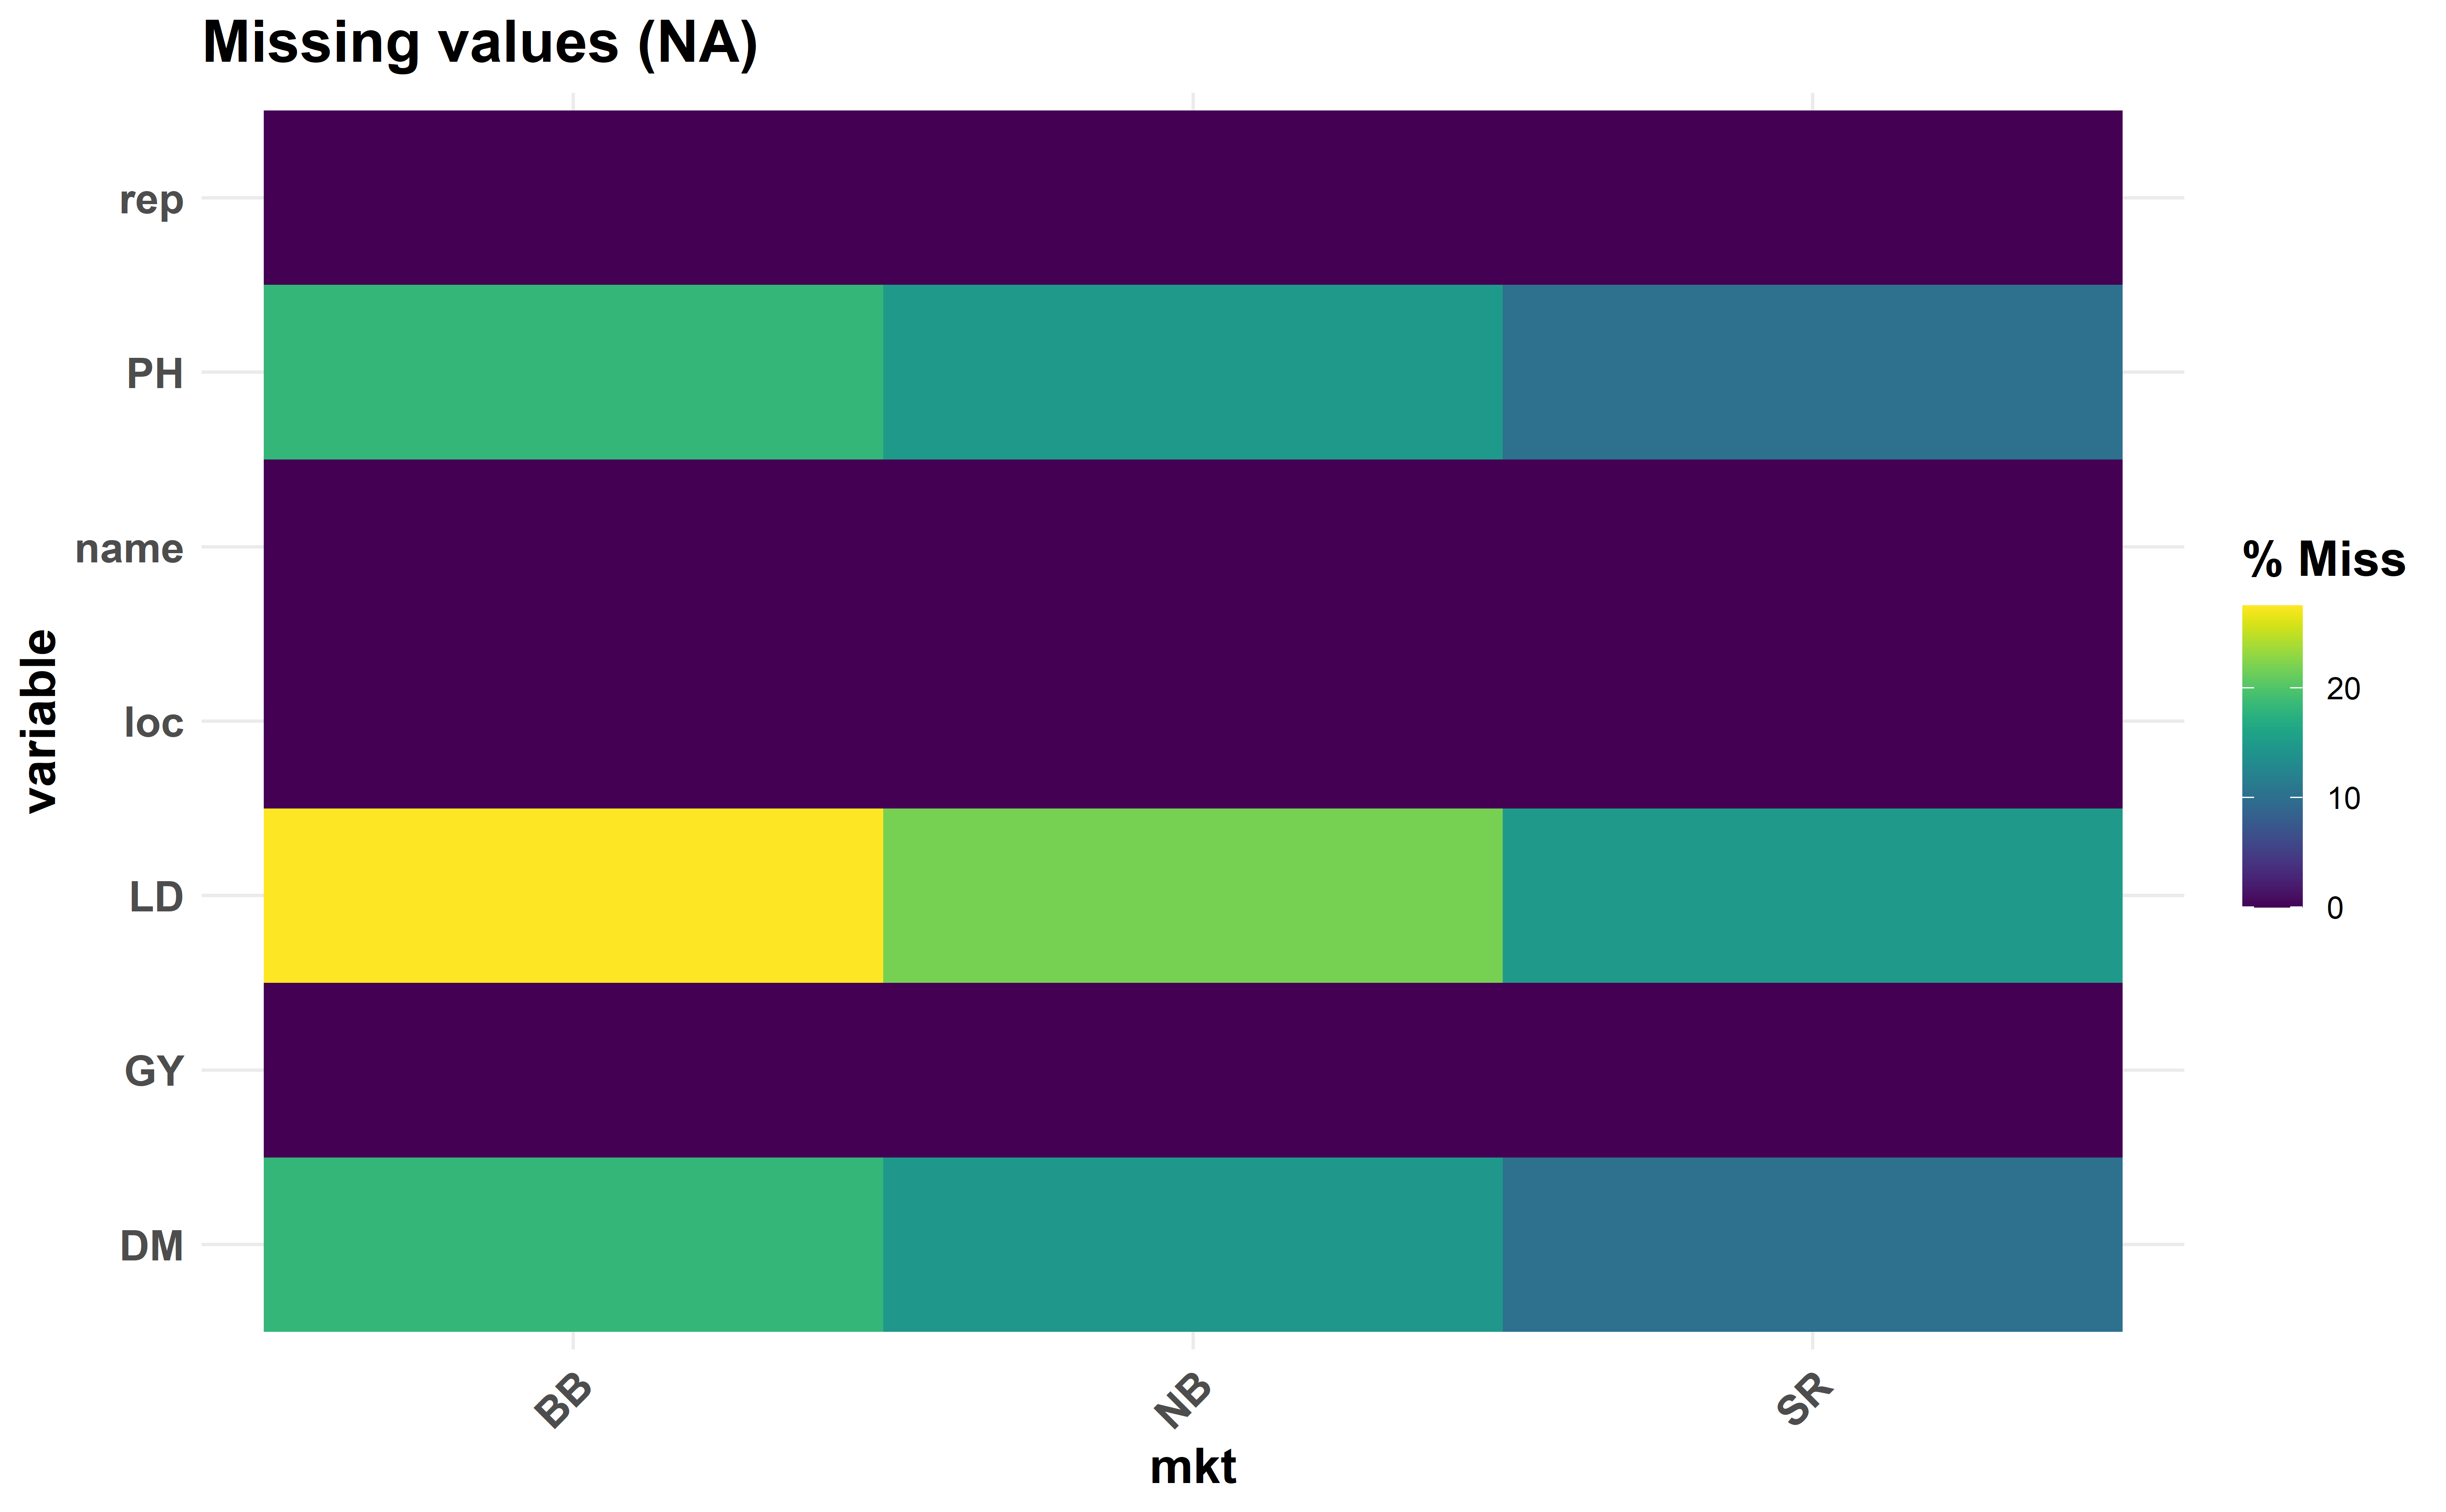 Missing values (NA)
rep
PH
name
loc
LD
GY
DM
variable
BB
NB
SR
mkt
% Miss
20
10
0